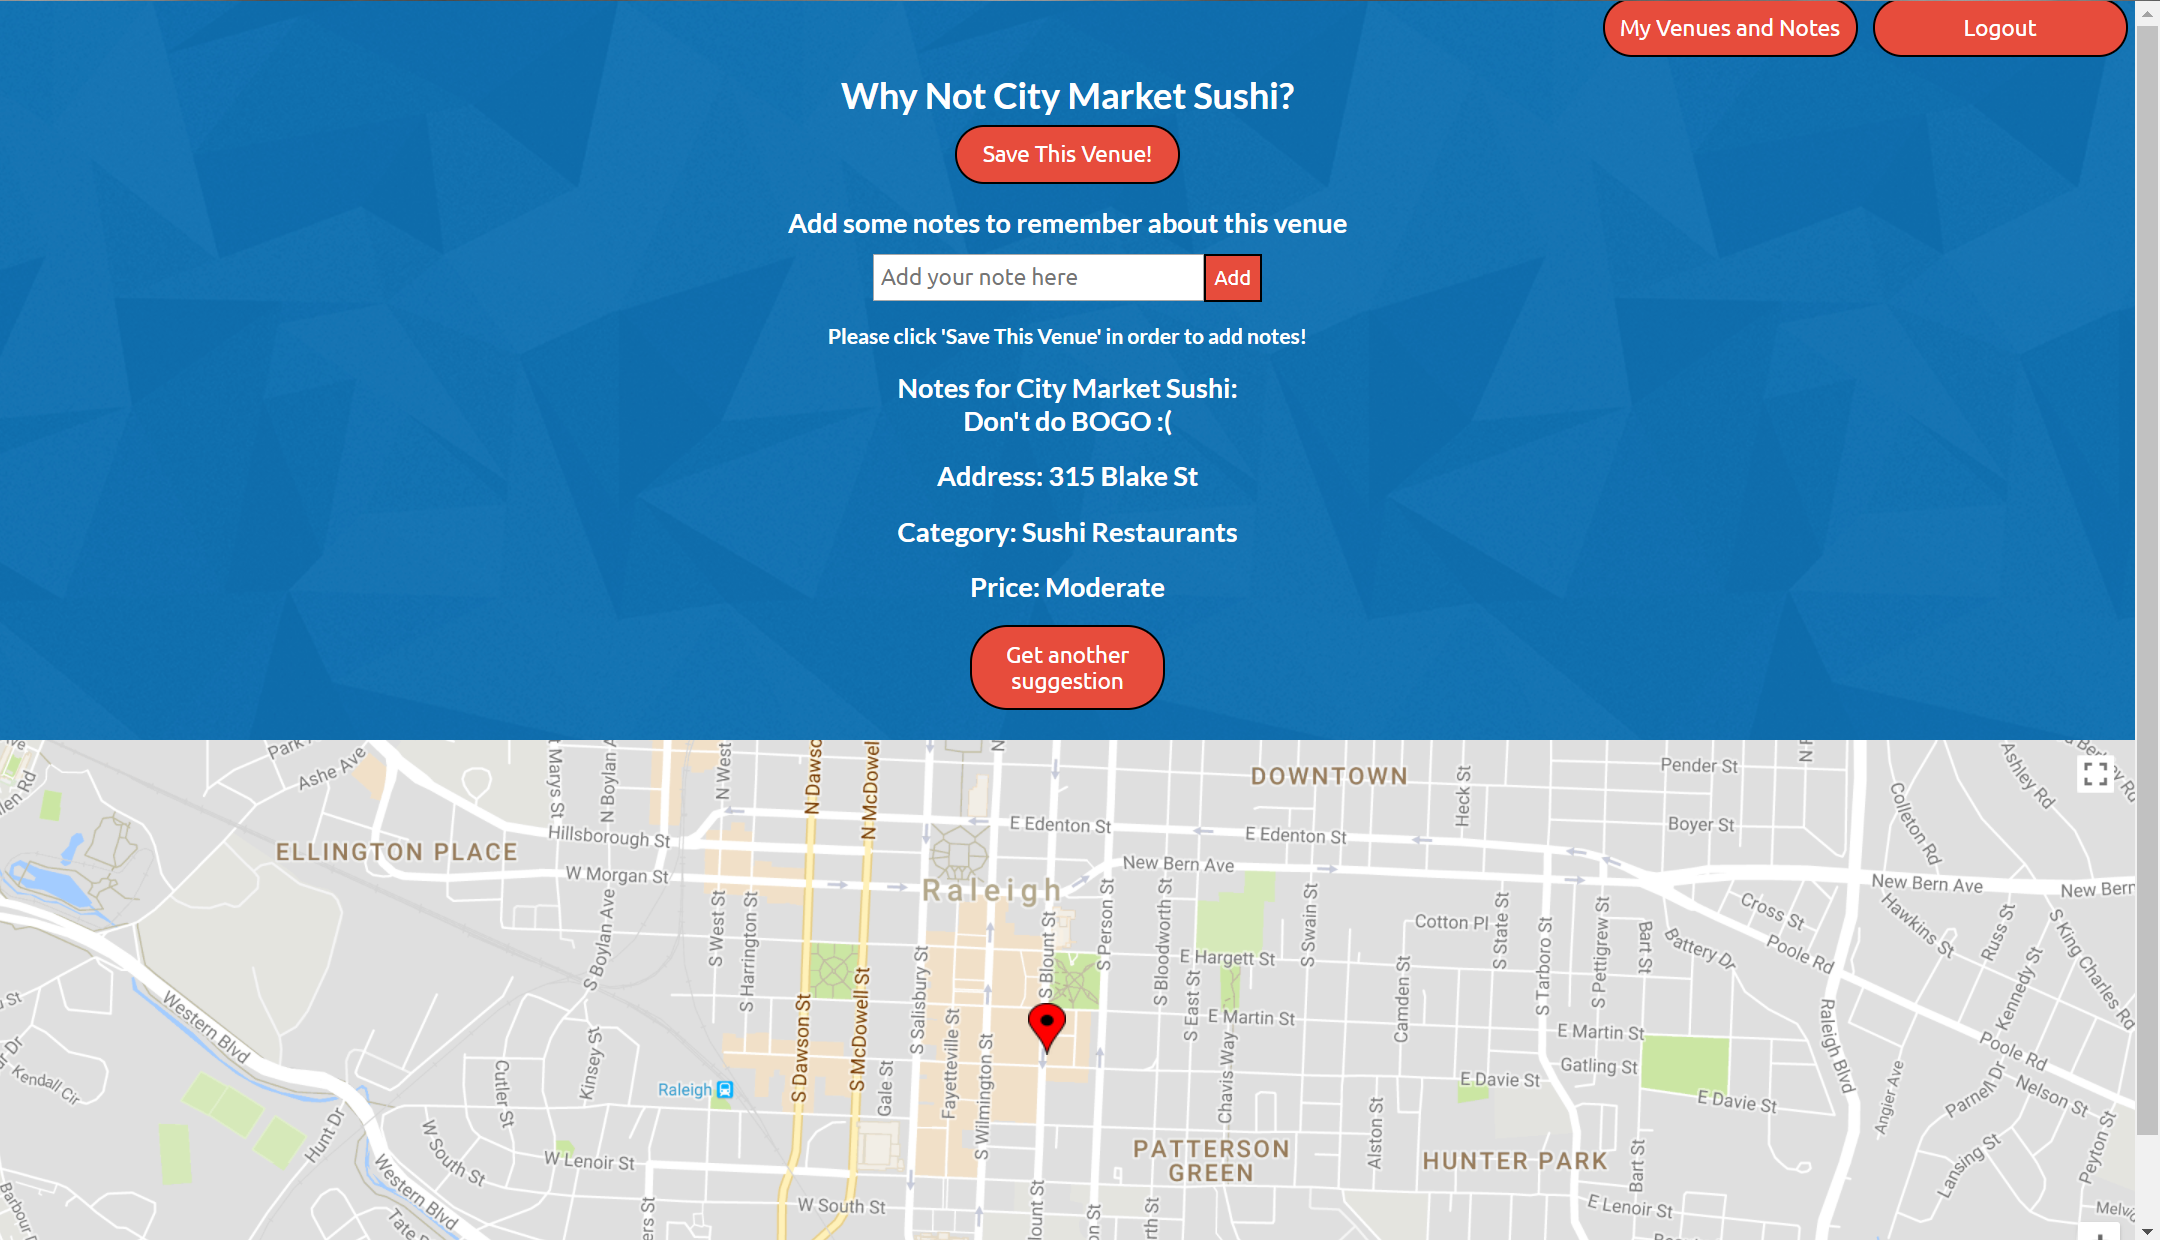 My Venues and Notes
Logout
Why Not City Market Sushi?
Save This Venue!
Add some notes to remember about this venue
Add your note here
Add
Please click 'Save This Venue' in order to add notes!
Notes for City Market Sushi:
Don't do BOGO :(
Address: 315 Blake St
Category: Sushi Restaurants
Price: Moderate
Get another
suggestion
Ashe Ave
N West
N Dawso
N McDowel
DOWNTOWN
Heck St
Pender St
Ashley Rd
Colleton Rd
Boyer St
E Edenton St
E Edenton St
Hillsborough St
ELLINGTON PLACE
W Morgan St
New Bern Ave
New Bern Ave
New Bern
Raleigh
S Boylan Ave
S West St
S Harrington St
S Salisbury St
S Blount St
S Person St
S Bloodworth St
S Swain St
Cotton Pl
S State St
S Tarboro St
S Pettigrew St
Bart St
Battery Dr
Cross St
Poole Rd
Hawkins St
Russ St
S King Charles Rd
E Hargett St
Camden St
S East St
E Martin St
E Martin St
Western Blvd
S Dawson St
S McDowell St
Fayetteville St
S Wilmington St
Gale St
Chavis Way
Gatling St
Raleigh Blvd
Kennedy St
Poole Rd
Kendall Cir
Cutler St
Kinsey St
Raleigh
E Davie St
E Davie St
Angier Ave
Parnell Dr
Nelson St
Peyton St
Hunt Dr
W South St
W Lenoir St
PATTERSON
GREEN
Alston St
HUNTER PARK
Bart St
Lansing St
Western Blvd
W South St
E Lenoir St